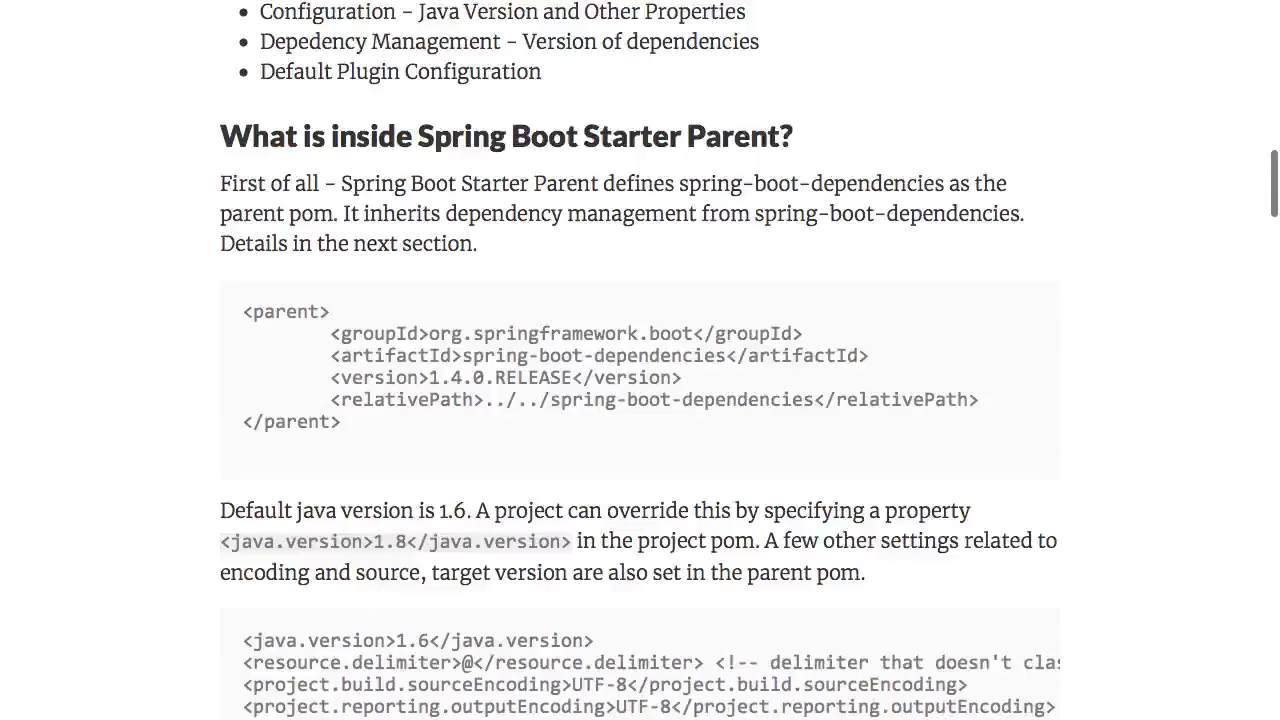 • Configuration – Java Version and Other Properties
• Depedency Management – Version of dependencies
• Default Plugin Configuration
What is inside Spring Boot Starter Parent?
First of all – Spring Boot Starter Parent defines spring-boot-dependencies as the
parent pom. It inherits dependency management from spring-boot-dependencies.
Details in the next section.
<parent>
        <groupId>org.springframework.boot</groupId>
        <artifactId>spring-boot-dependencies</artifactId>
        <version>1.4.0.RELEASE</version>
        <relativePath>../../spring-boot-dependencies</relativePath>
</parent>
Default java version is 1.6. A project can override this by specifying a property
<java.version>1.8</java.version> in the project pom. A few other settings related to
encoding and source, target version are also set in the parent pom.
<java.version>1.6</java.version>
<resource.delimiter>@</resource.delimiter> <!-- delimiter that doesn't
<project.build.sourceEncoding>UTF-8</project.build.sourceEncoding>
<project.reporting.outputEncoding>UTF-8</project.reporting.outputEncoding>